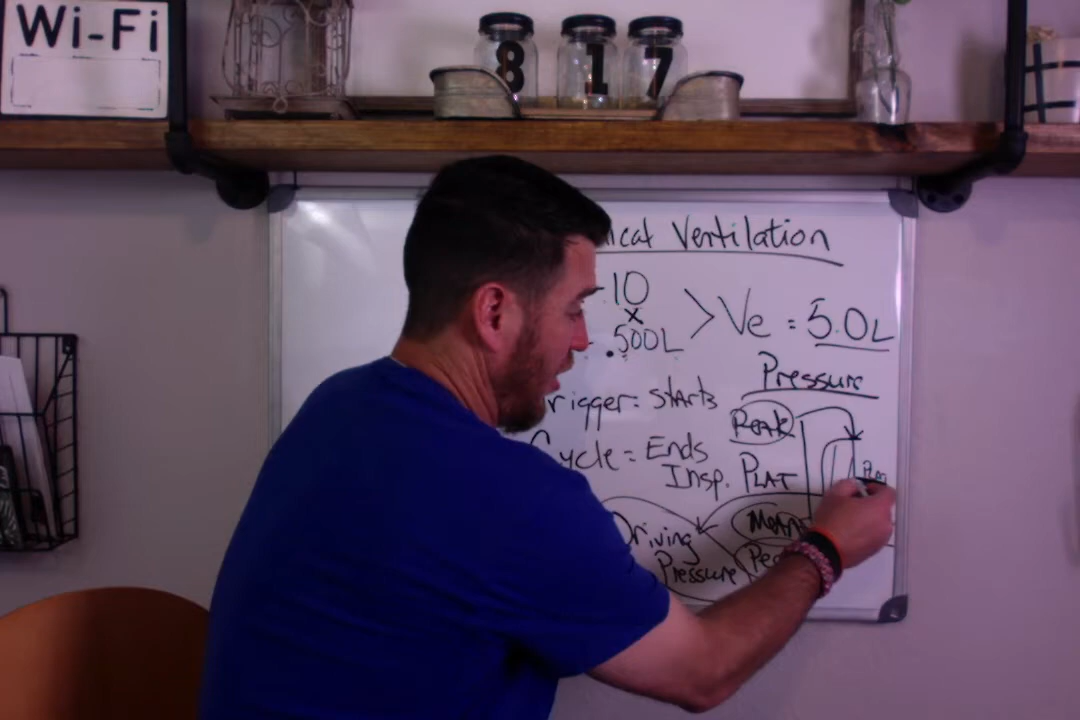 Wi-Fi
8 1 7
ical Ventilation
10
x
.500L > Ve = 5.0L
Pressure
rigger = starts
Peak
Cycle = Ends
Insp. PLAT
Driving
Pressure
Mean